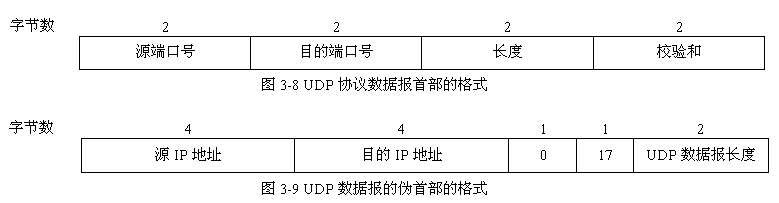 字节数 2 2 2 2
源端口号 目的端口号 长度 校验和
图 3-8 UDP 协议数据报首部的格式
字节数 4 4 1 1 2
源 IP 地址 目的 IP 地址 0 17 UDP 数据报长度
图 3-9 UDP 数据报的伪首部的格式